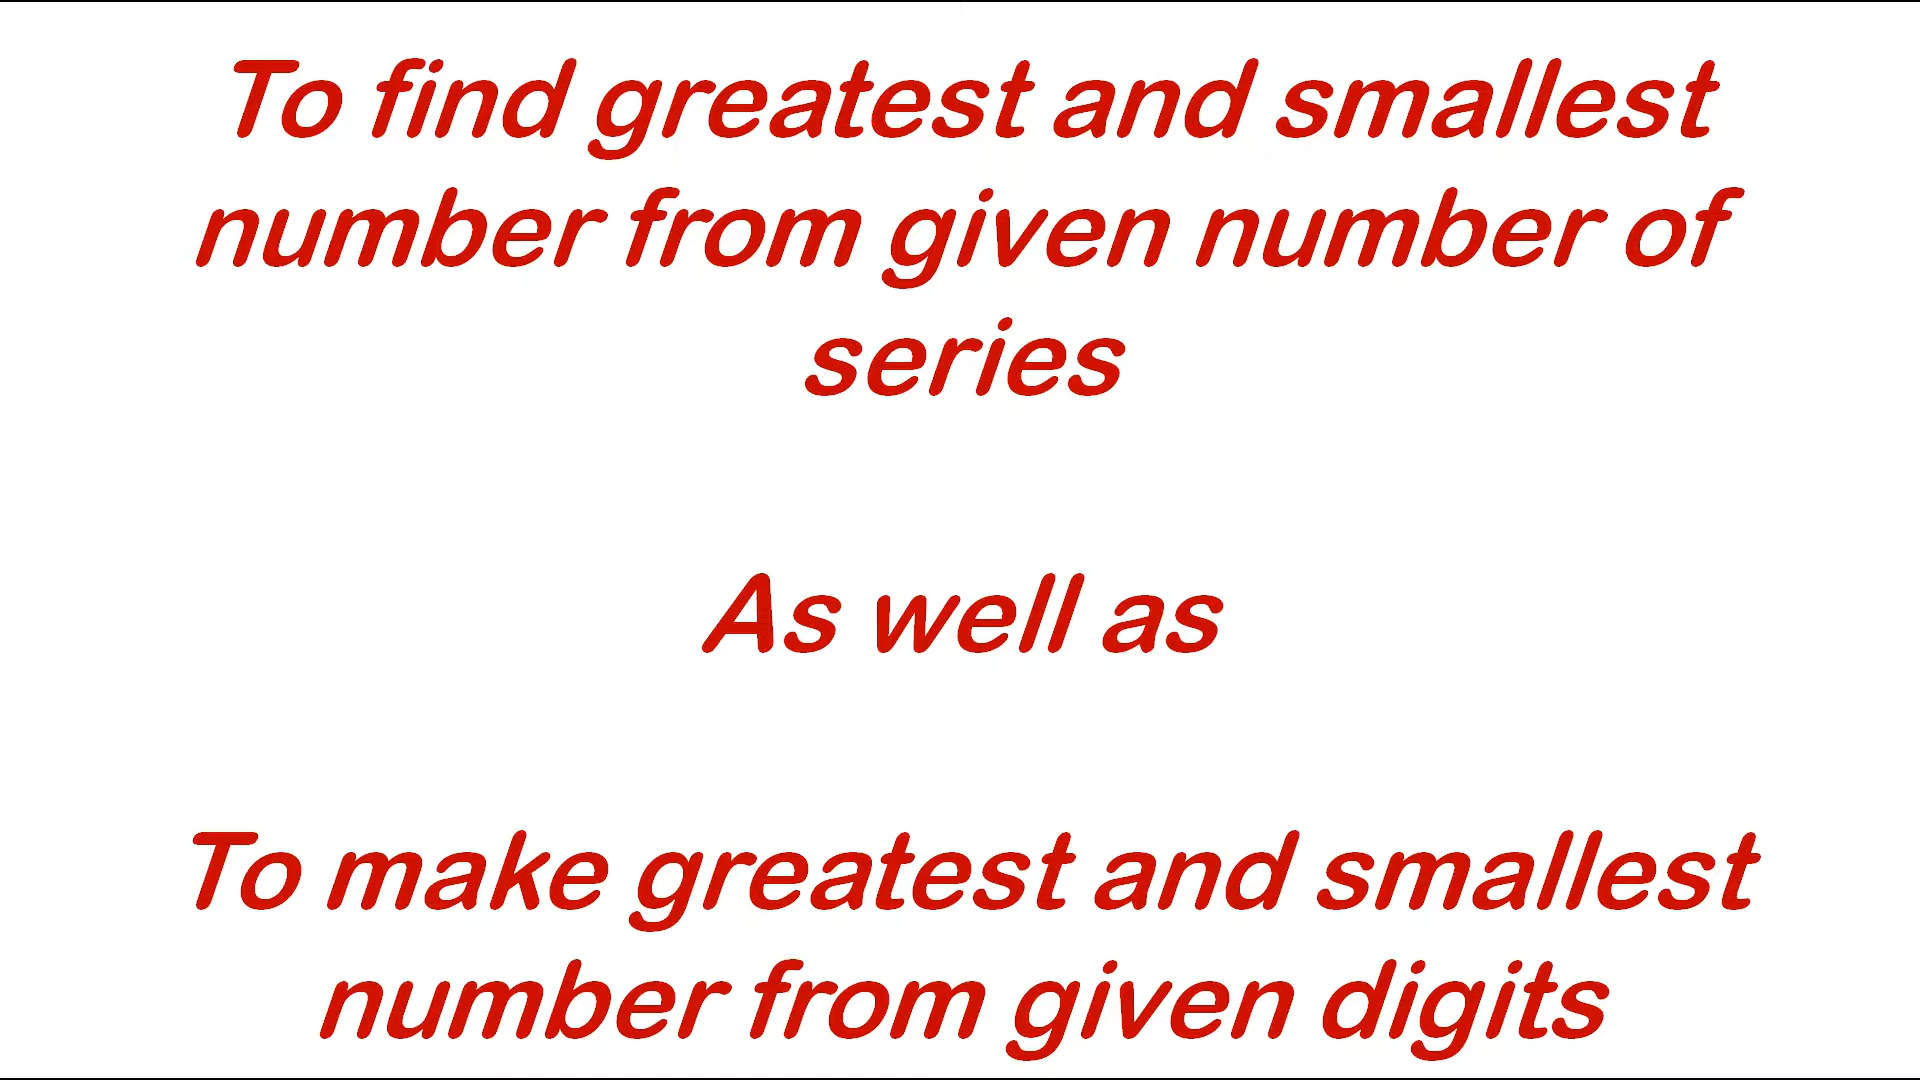 To find greatest and smallest
number from given number of
series
As well as
To make greatest and smallest
number from given digits